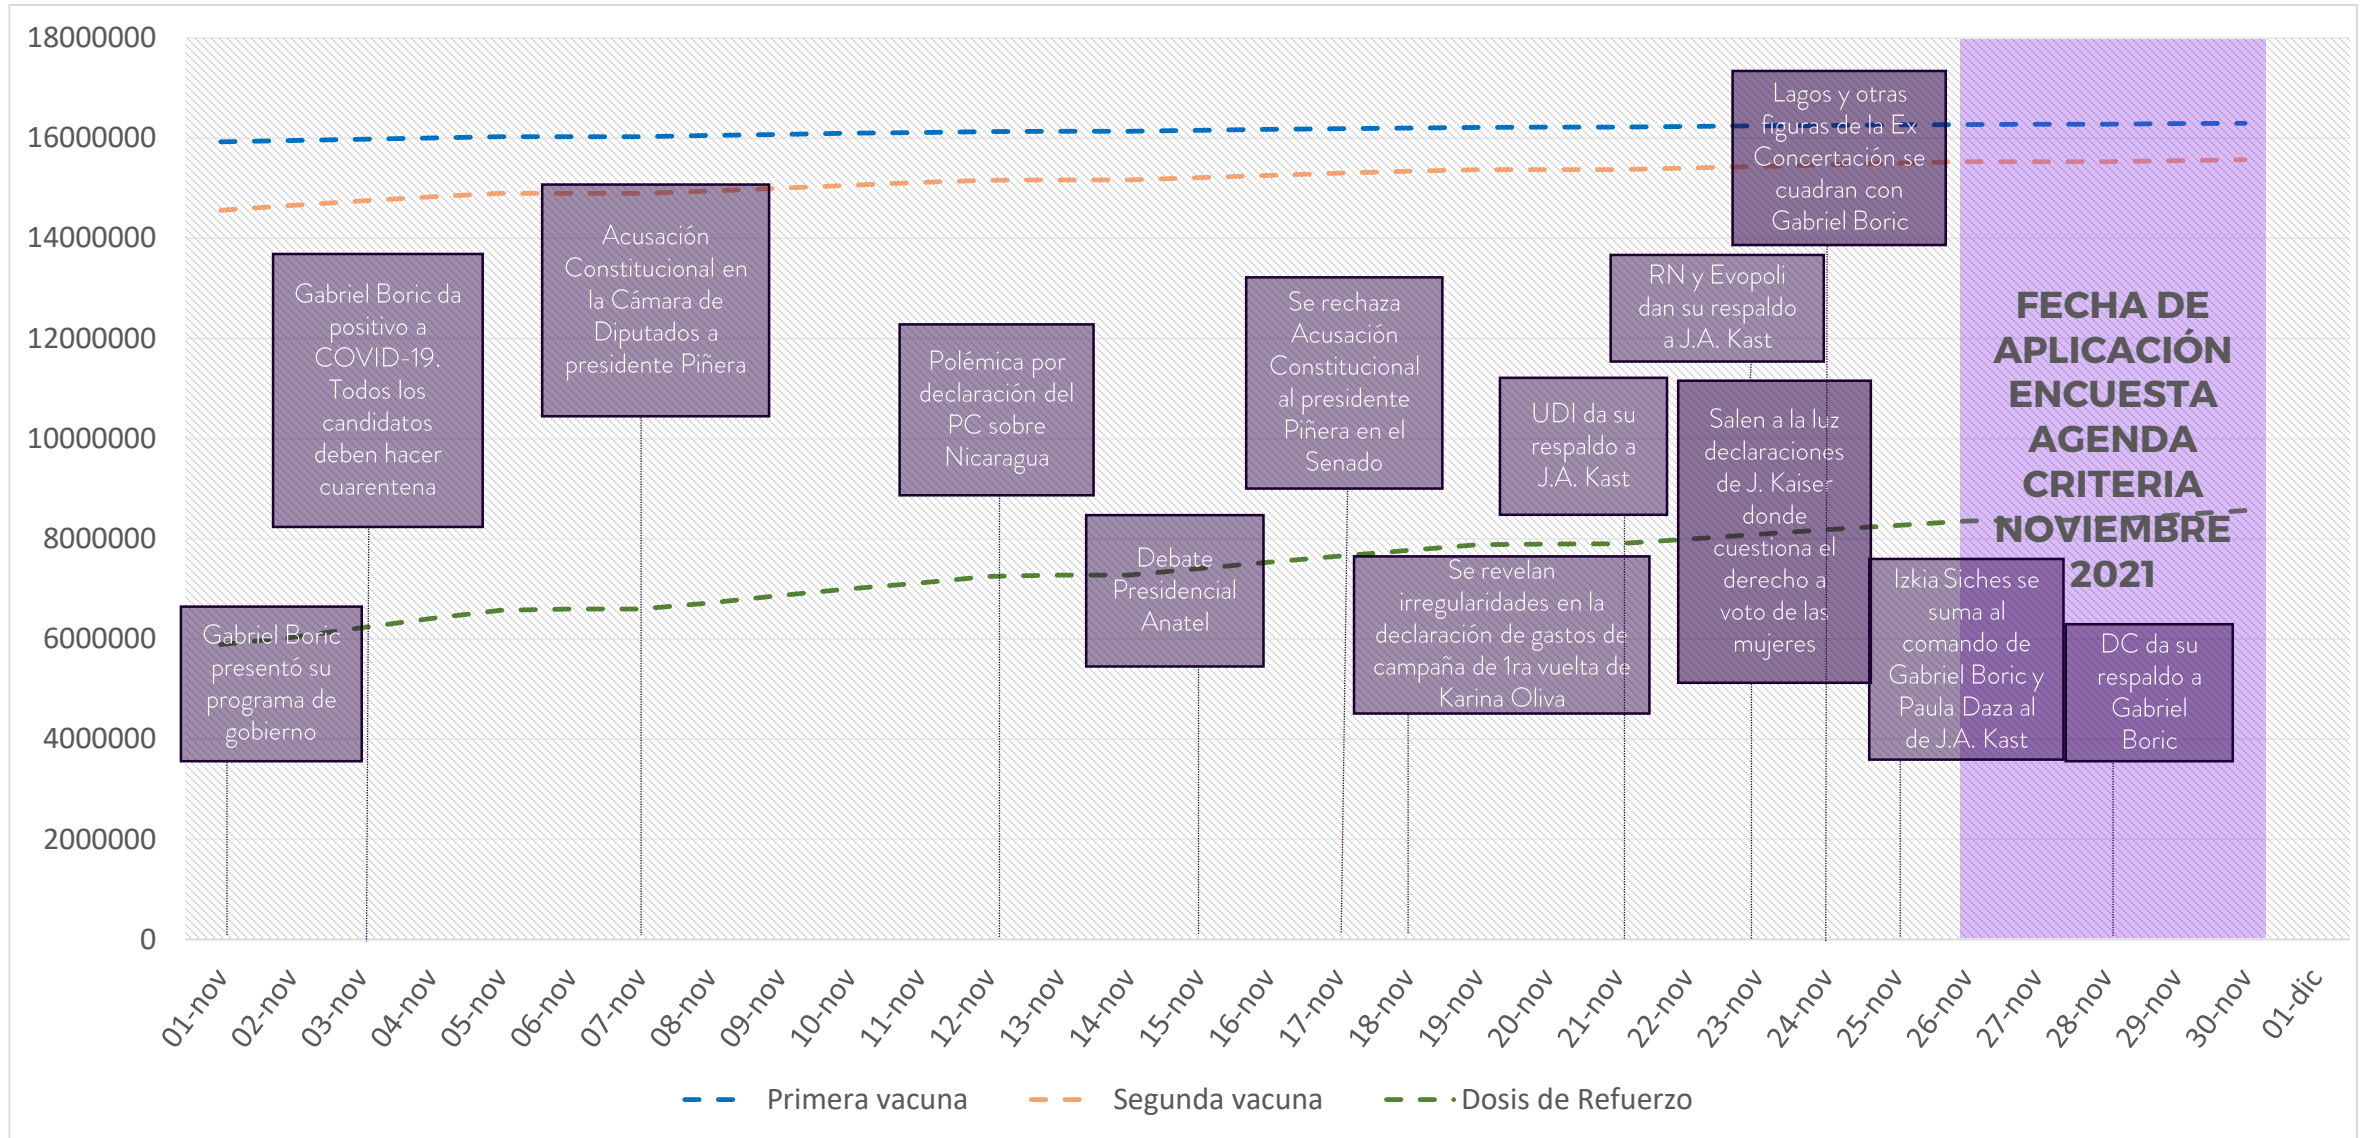 18000000
16000000
14000000
12000000
10000000
8000000
6000000
4000000
2000000
0
Gabriel Boric
presentó su
programa de
gobierno
Gabriel Boric da
positivo a
COVID-19.
Todos los
candidatos
deben hacer
cuarentena
Acusación
Constitucional en
la Cámara de
Diputados a
presidente Piñera
Polémica por
declaración del
PC sobre
Nicaragua
Debate
Presidencial
Anatel
Se rechaza
Acusación
Constitucional
al presidente
Piñera en el
Senado
Se revelan
irregularidades en la
declaración de gastos de
campaña de 1ra vuelta de
Karina Oliva
UDI da su
respaldo a
J.A. Kast
RN y Evopoli
dan su respaldo
a J.A. Kast
Salen a la luz
declaraciones
de J. Kaiser
donde
cuestiona el
derecho a
voto de las
mujeres
Lagos y otras
figuras de la Ex
Concertación se
cuadran con
Gabriel Boric
Izkia Siches se
suma al
comando de
Gabriel Boric y
Paula Daza al
de J.A. Kast
DC da su
respaldo a
Gabriel
Boric
FECHA DE
APLICACIÓN
ENCUESTA
AGENDA
CRITERIA
NOVIEMBRE
2021
01-nov
02-nov
03-nov
04-nov
05-nov
06-nov
07-nov
08-nov
09-nov
10-nov
11-nov
12-nov
13-nov
14-nov
15-nov
16-nov
17-nov
18-nov
19-nov
20-nov
21-nov
22-nov
23-nov
24-nov
25-nov
26-nov
27-nov
28-nov
29-nov
30-nov
01-dic
Primera vacuna
Segunda vacuna
Dosis de Refuerzo